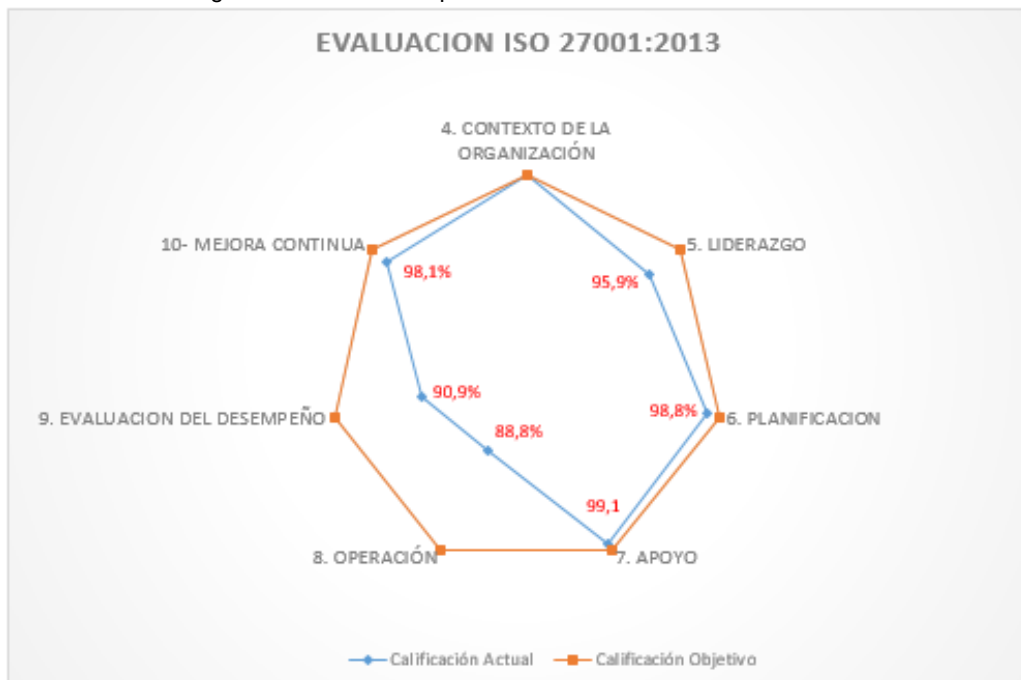 EVALUACION ISO 27001:2013
4. CONTEXTO DE LA
ORGANIZACIÓN
10- MEJORA CONTINUA
5. LIDERAZGO
98,1%
95,9%
90,9%
98,8%
9. EVALUACION DEL DESEMPEÑO
6. PLANIFICACION
88,8%
99,1
8. OPERACIÓN
7. APOYO
Calificación Actual
Calificación Objetivo